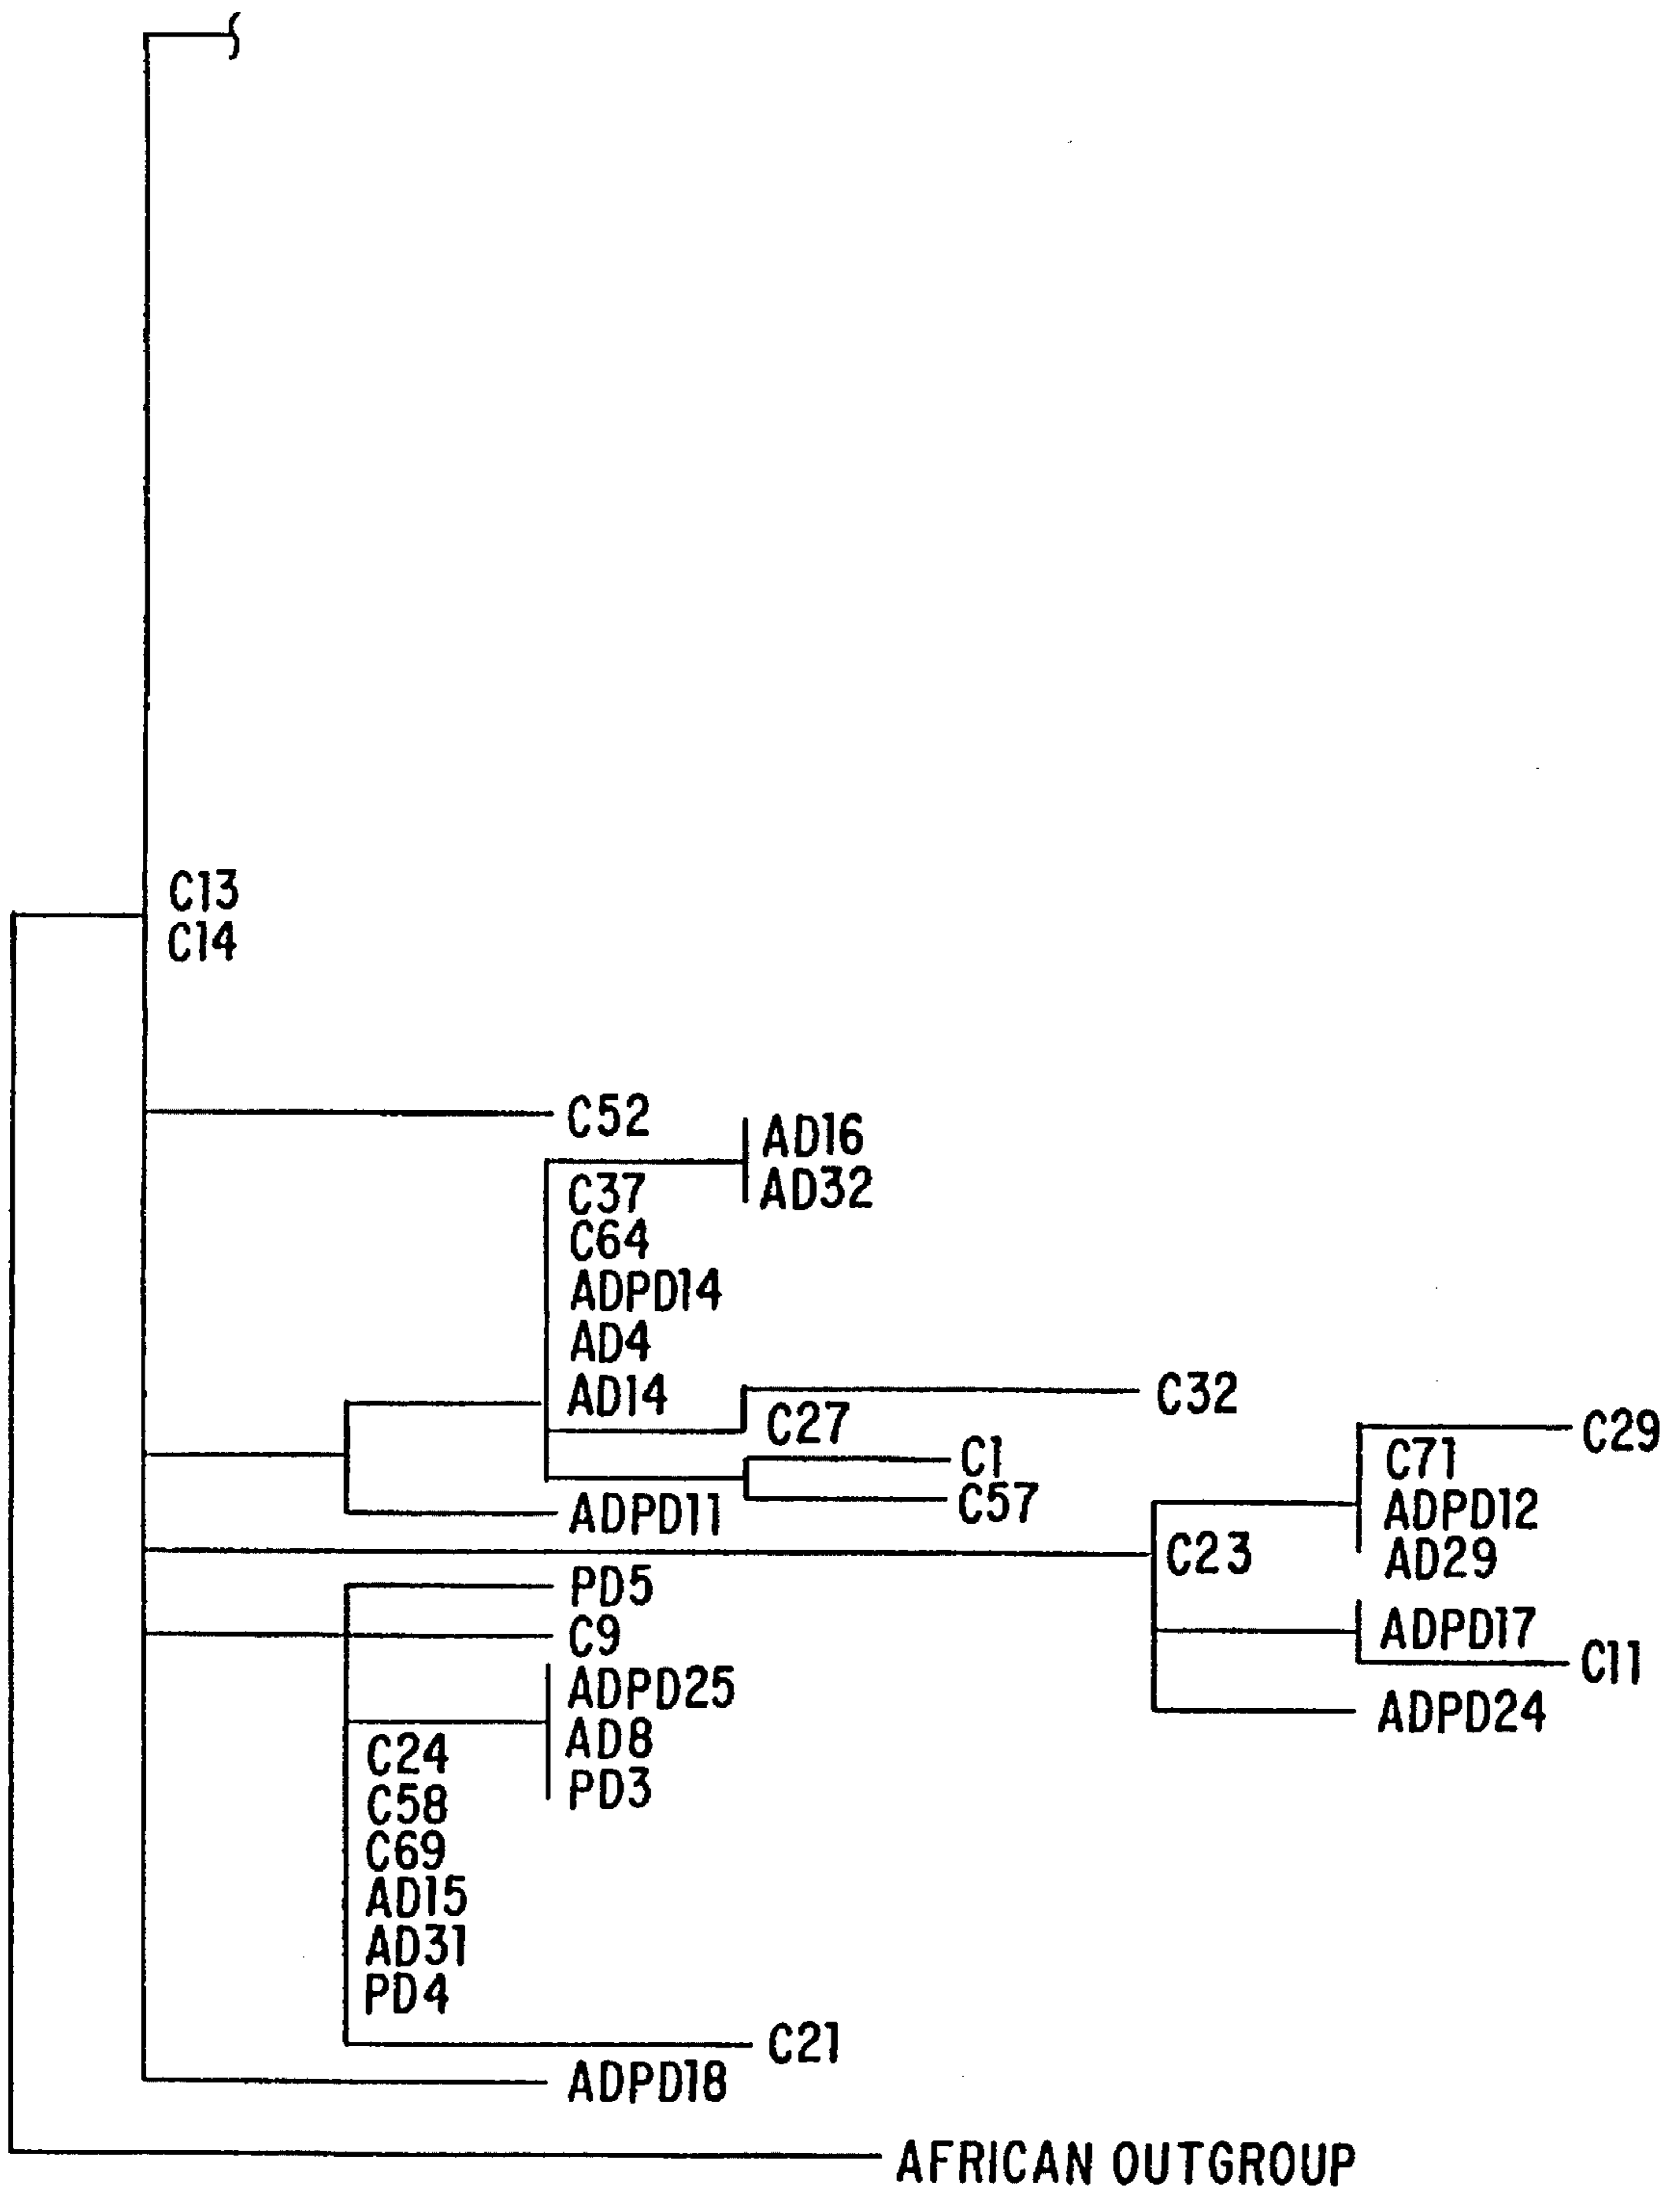 C13
C14
C52
AD16
AD32
C37
C64
ADPD14
AD4
AD14
C32
C27
C1
C57
C29
C71
ADPD12
AD29
ADPD11
C23
PD5
C9
ADPD17
C11
ADPD25
AD8
PD3
ADPD24
C24
C58
C69
AD15
AD31
PD4
C21
ADPD18
AFRICAN OUTGROUP